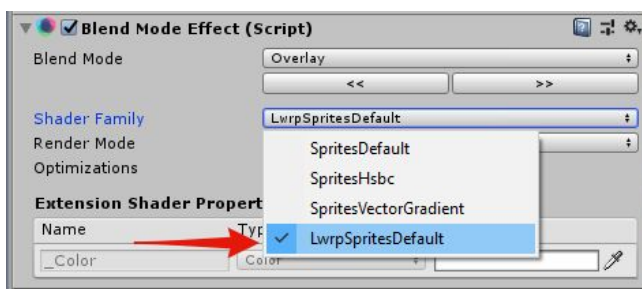 Blend Mode Effect (Script)
Blend Mode Overlay
<< >>
Shader Family LwrpSpritesDefault
Render Mode SpritesDefault
Optimizations SpritesHsbc
SpritesVectorGradient
Extension Shader Propert
Name Typ LwrpSpritesDefault
_Color Color